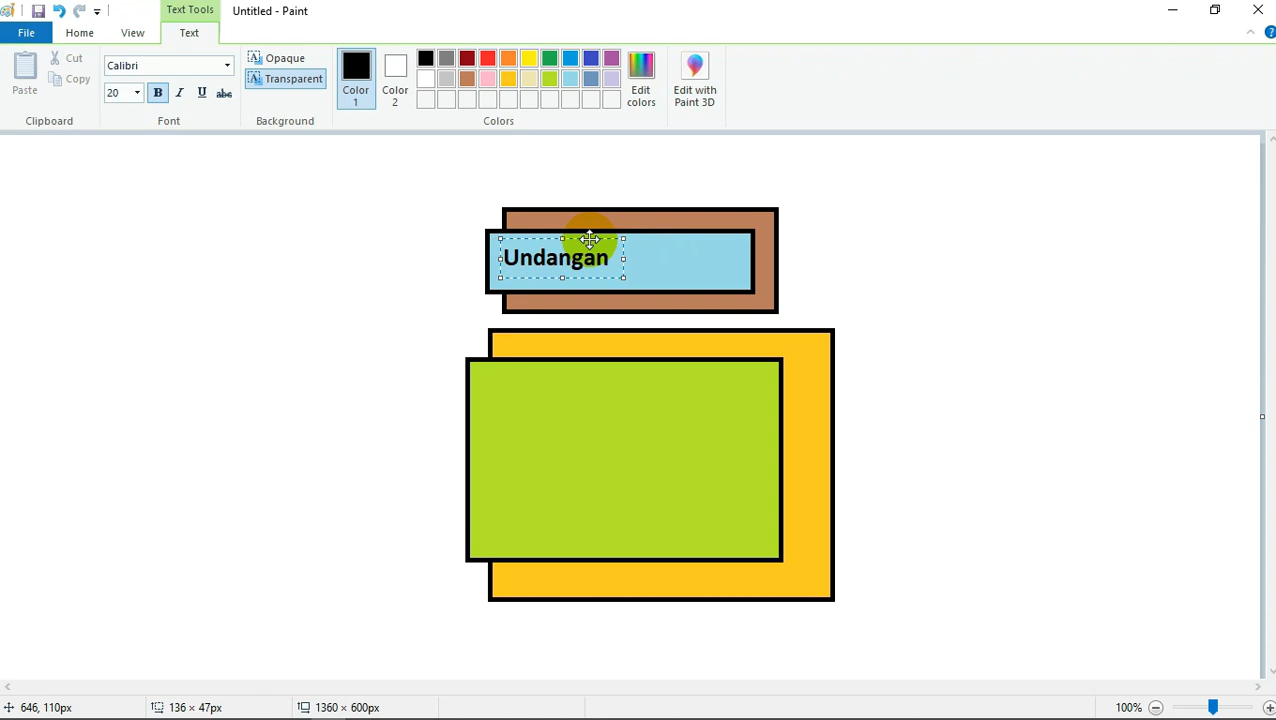 Text Tools
Untitled - Paint
File
Home
View
Text
Paste
Cut
Copy
Clipboard
Calibri
20
B I U abc
Font
Opaque
Transparent
Background
Color 1
Color 2
Colors
Edit colors
Edit with Paint 3D
Undangan
646, 110px
136 × 47px
1360 × 600px
100%